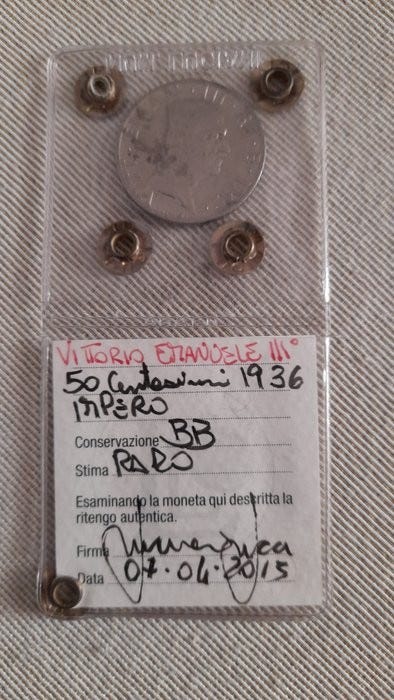 VITTORIO EMANUELE III°
50 Centesimi 1936
IMPERO
Conservazione BB
Stima RARO
Esaminando la moneta qui descritta la
ritengo autentica.
Firma
Data 04.04.2015